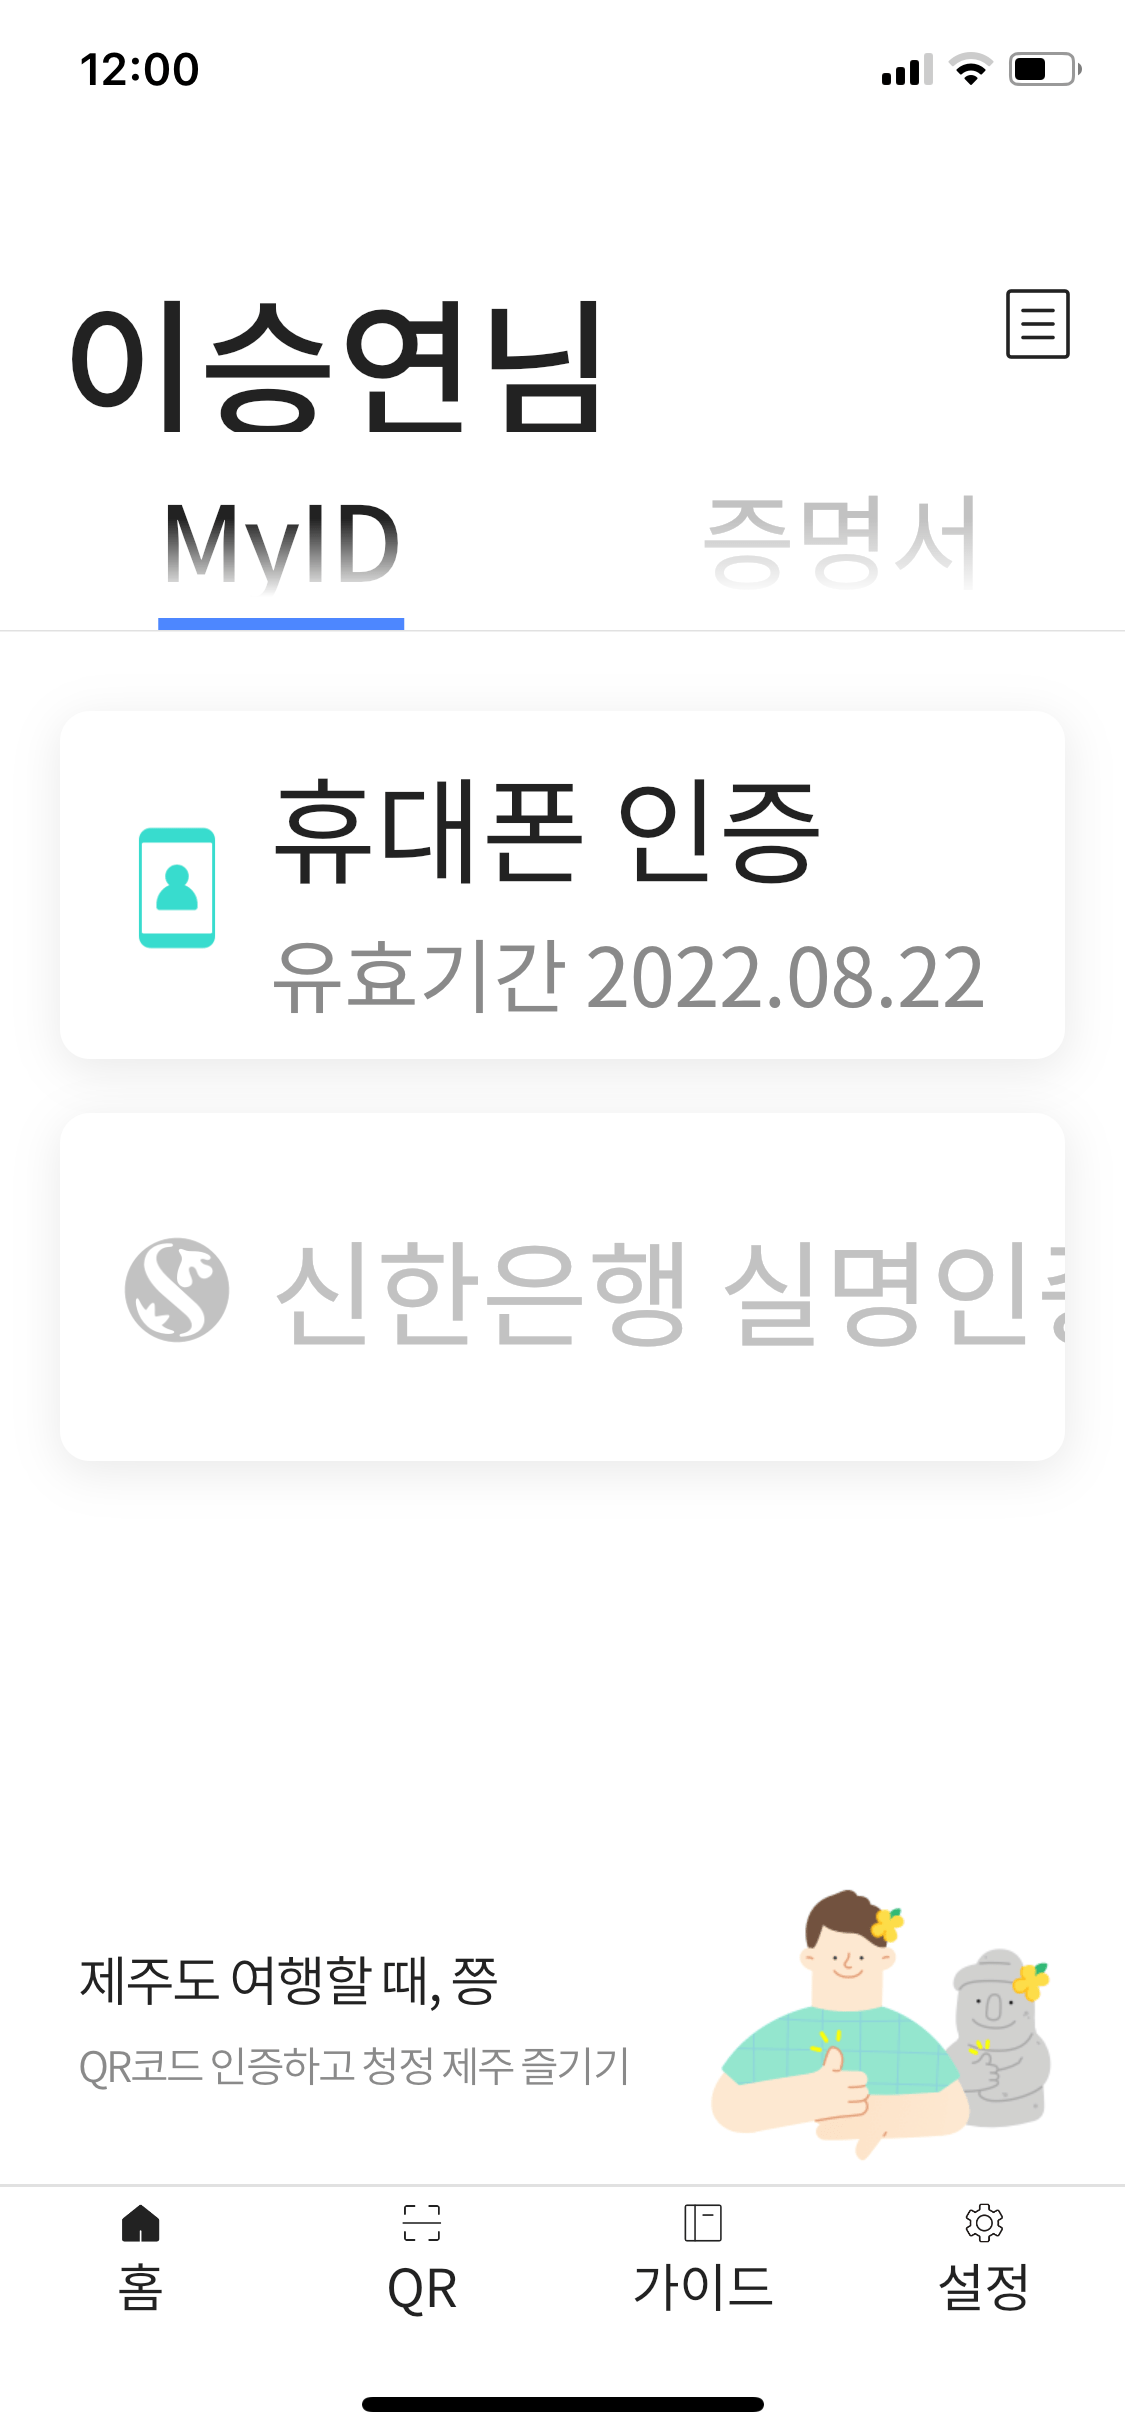 12:00
이승연님
MyID 증명서
휴대폰 인증
유효기간 2022.08.22
신한은행 실명인증
제주도 여행할 때, 쯩
QR코드 인증하고 청정 제주 즐기기
홈 QR 가이드 설정